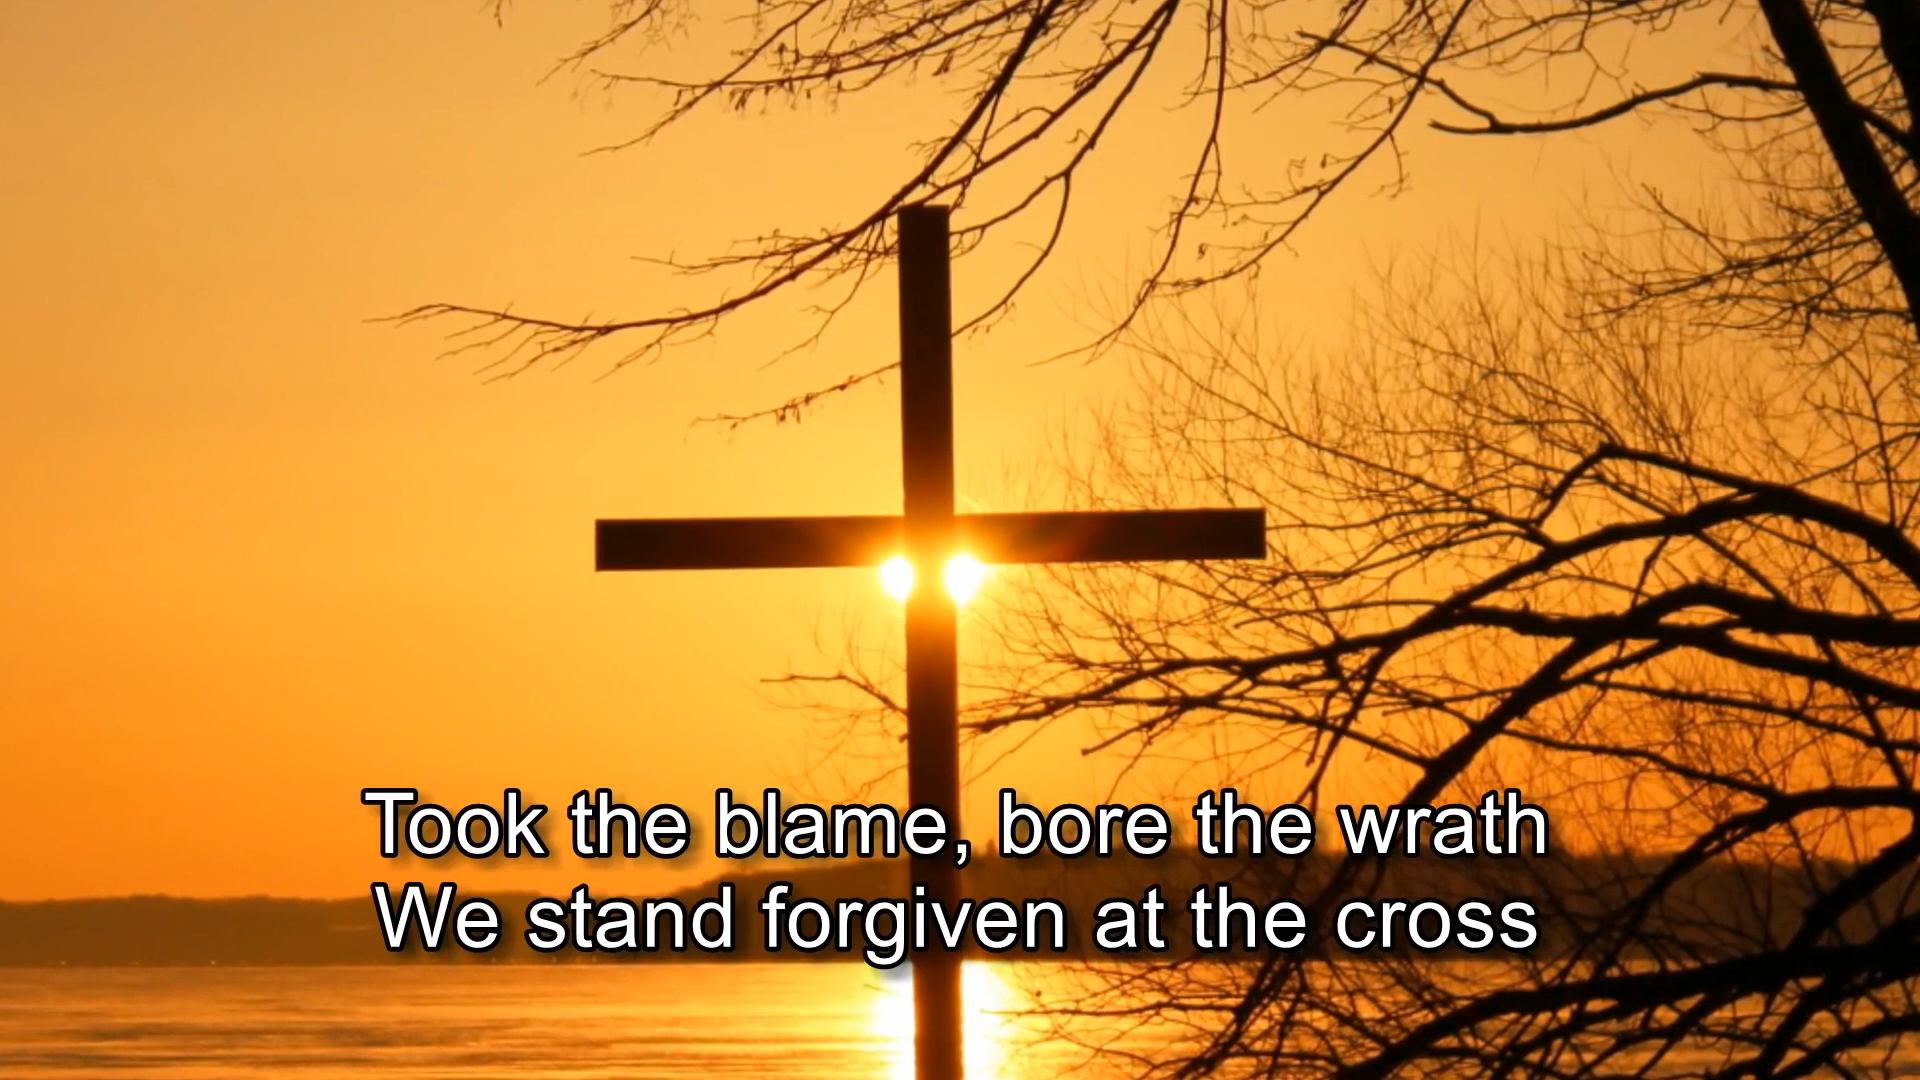 Took the blame, bore the wrath
We stand forgiven at the cross